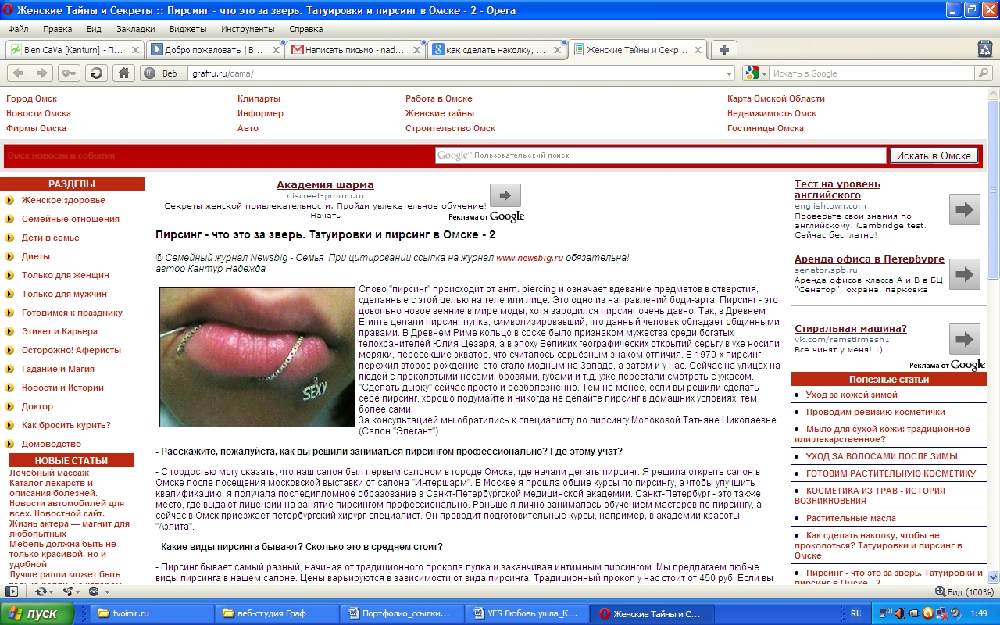 Женские Тайны и Секреты :: Пирсинг - что это за зверь. Татуировки и пирсинг в Омске - 2 - Opera
Файл Правка Вид Закладки Виджеты Инструменты Справка
Bien CaVa [Kanturn] - П... Добро пожаловать | В... Написать письмо - nad... как сделать наколку, ... Женские Тайны и Секр...
Веб grafru.ru/dama/ Искать в Google
Город Омск Клипарты Работа в Омске Карта Омской Области
Новости Омска Информер Женские тайны Недвижимость Омск
Фирмы Омска Авто Строительство Омск Гостиницы Омска
Омск новости и события Google™ Пользовательский поиск Искать в Омске
РАЗДЕЛЫ
Женское здоровье
Семейные отношения
Дети в семье
Диеты
Только для женщин
Только для мужчин
Готовимся к празднику
Этикет и Карьера
Осторожно! Аферисты
Гадание и Магия
Новости и Истории
Доктор
Как бросить курить?
Домоводство
НОВЫЕ СТАТЬИ
Лечебный массаж
Каталог лекарств и
описания болезней.
Новости автомобилей для
всех. Новостной сайт.
Жизнь актера — магнит для
любопытных
Мебель должна быть не
только красивой, но и
удобной
Лучше ралли может быть
Академия шарма
discreet-promo.ru
Секреты женской привлекательности. Пройди увлекательное обучение!
Начать
Реклама от Google
Пирсинг - что это за зверь. Татуировки и пирсинг в Омске - 2
© Семейный журнал Newsbig - Семья При цитировании ссылка на журнал www.newsbig.ru обязательна!
автор Кантур Надежда
SEXY
Слово "пирсинг" происходит от англ. piercing и означает вдевание предметов в отверстия,
сделанные с этой целью на теле или лице. Это одно из направлений боди-арта. Пирсинг - это
довольно новое веяние в мире моды, хотя зародился пирсинг очень давно. Так, в Древнем
Египте делали пирсинг пупка, символизировавший, что данный человек обладает общинными
правами. В Древнем Риме кольцо в соске было признаком мужества среди богатых
телохранителей Юлия Цезаря, а в эпоху Великих географических открытий серьгу в ухе носили
моряки, пересекшие экватор, что считалось серьёзным знаком отличия. В 1970-х пирсинг
пережил второе рождение: это стало модным на Западе, а затем и у нас. Сейчас на улицах на
людей с проколотыми носами, бровями, губами и т.д. уже перестали смотреть с ужасом.
"Сделать дырку" сейчас просто и безболезненно. Тем не менее, если вы решили сделать
себе пирсинг, хорошо подумайте и никогда не делайте пирсинг в домашних условиях, тем
более сами.
За консультацией мы обратились к специалисту по пирсингу Молоковой Татьяне Николаевне
(Салон "Элегант").
- Расскажите, пожалуйста, как вы решили заниматься пирсингом профессионально? Где этому учат?
- С гордостью могу сказать, что наш салон был первым салоном в городе Омске, где начали делать пирсинг. Я решила открыть салон в
Омске после посещения московской выставки от салона "Интершарм". В Москве я прошла общие курсы по пирсингу, а чтобы улучшить
квалификацию, я получала последипломное образование в Санкт-Петербургской медицинской академии. Санкт-Петербург - это также
место, где выдают лицензии на занятие пирсингом профессионально. Раньше я лично занималась обучением мастеров по пирсингу, а
сейчас в Омск приезжает петербургский хирург-специалист. Он проводит подготовительные курсы, например, в академии красоты
"Аэлита".
- Какие виды пирсинга бывают? Сколько это в среднем стоит?
- Пирсинг бывает самый разный, начиная от традиционного прокола пупка и заканчивая интимным пирсингом. Мы предлагаем любые
виды пирсинга в нашем салоне. Цены варьируются в зависимости от вида пирсинга. Традиционный прокол у нас стоит от 450 руб. Если вы
Тест на уровень
английского
englishtown.com
Проверьте свои знания по
английскому. Cambridge test.
Сейчас бесплатно!
Аренда офиса в Петербурге
senator.spb.ru
Аренда офисов класса А и В в БЦ
"Сенатор", охрана, парковка
Стиральная машина?
vk.com/remstirmash1
Все чинят у меня! :)
Реклама от Google
Полезные статьи
Уход за кожей зимой
Проводим ревизию косметички
Мыло для сухой кожи: традиционное
или лекарственное?
УХОД ЗА ВОЛОСАМИ ПОСЛЕ ЗИМЫ
ГОТОВИМ РАСТИТЕЛЬНУЮ КОСМЕТИКУ
КОСМЕТИКА ИЗ ТРАВ - ИСТОРИЯ
ВОЗНИКНОВЕНИЯ
Растительные масла
Как сделать наколку, чтобы не
проколоться? Татуировки и пирсинг в
Омске
Пирсинг - что это за зверь. Татуировки и
пирсинг в Омске - 2
Вид (100%)
пуск tvoimir.ru веб-студия Граф Портфолио_ссылки... YES Любовь ушла_К... Женские Тайны и С... RU 1:49